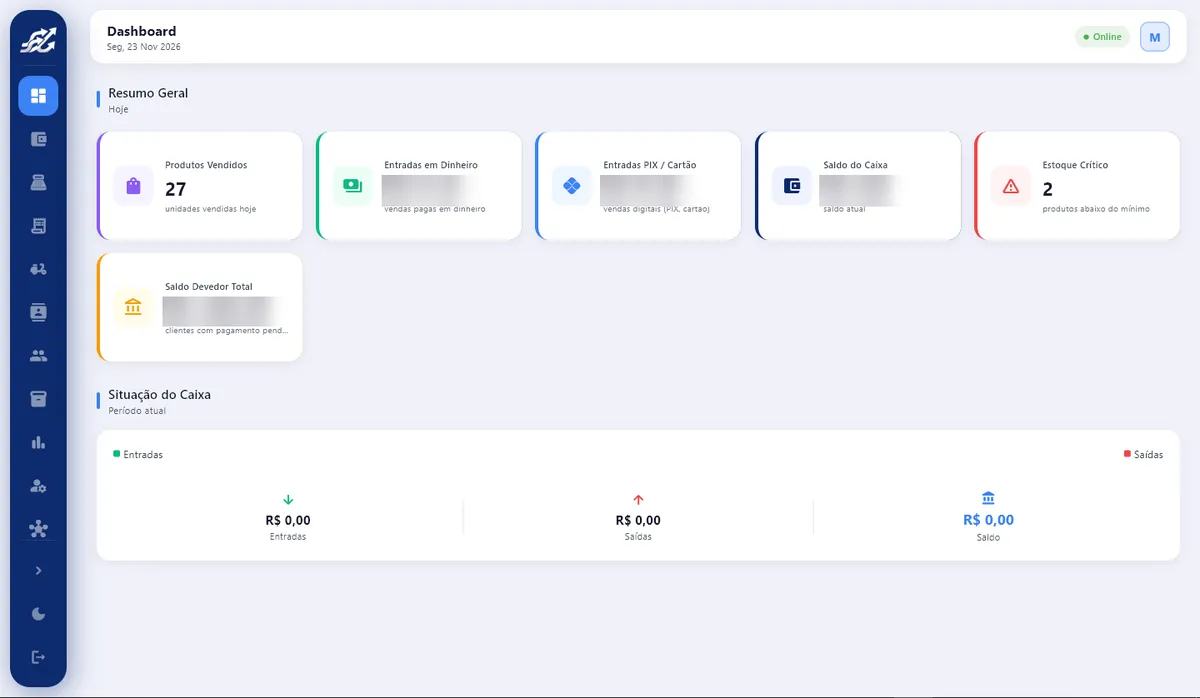 Dashboard
Seg, 23 Nov 2026
Online
M
Resumo Geral
Hoje
Produtos Vendidos
27
unidades vendidas hoje
Entradas em Dinheiro
vendas pagas em dinheiro
Entradas PIX / Cartão
vendas digitais (PIX, cartão)
Saldo do Caixa
saldo atual
Estoque Crítico
2
produtos abaixo do mínimo
Saldo Devedor Total
clientes com pagamento pend...
Situação do Caixa
Período atual
Entradas
Saídas
R$ 0,00
Entradas
R$ 0,00
Saídas
R$ 0,00
Saldo